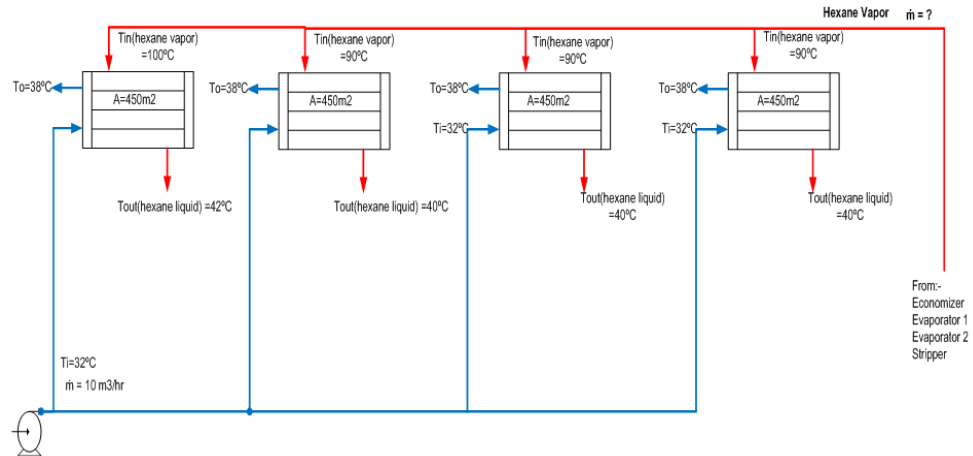 Hexane Vapor ṁ = ?
Tin(hexane vapor)
=100ºC
Tin(hexane vapor)
=90ºC
Tin(hexane vapor)
=90ºC
Tin(hexane vapor)
=90ºC
To=38ºC
A=450m2
To=38ºC
A=450m2
To=38ºC
A=450m2
To=38ºC
A=450m2
Ti=32ºC
Ti=32ºC
Tout(hexane liquid) =42ºC
Tout(hexane liquid) =40ºC
Tout(hexane liquid)
=40ºC
Tout(hexane liquid)
=40ºC
From:-
Economizer
Evaporator 1
Evaporator 2
Stripper
Ti=32ºC
ṁ = 10 m3/hr